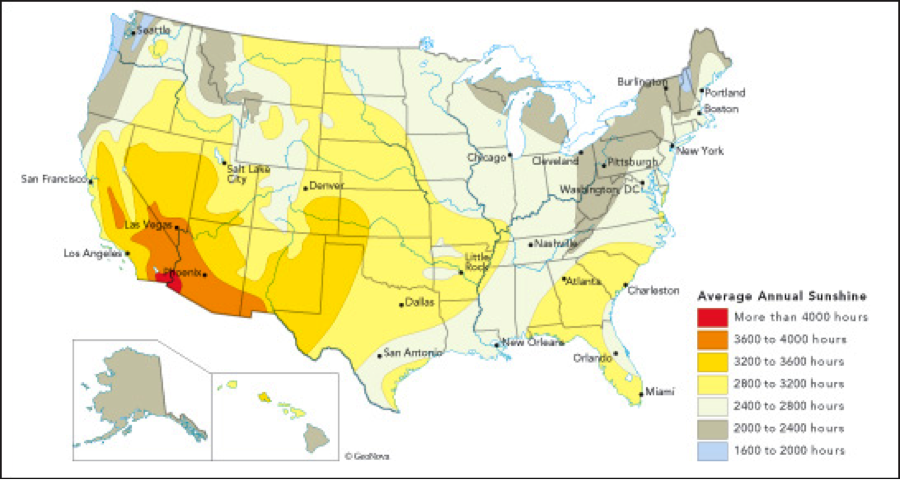 Seattle
Burlington
Portland
Boston
Chicago
Cleveland
Pittsburgh
New York
Salt Lake
City
San Francisco
Denver
Washington, DC
Las Vegas
Los Angeles
Phoenix
Nashville
Little
Rock
Atlanta
Charleston
Dallas
San Antonio
New Orleans
Orlando
Miami
Average Annual Sunshine
More than 4000 hours
3600 to 4000 hours
3200 to 3600 hours
2800 to 3200 hours
2400 to 2800 hours
2000 to 2400 hours
1600 to 2000 hours
© GeoNova